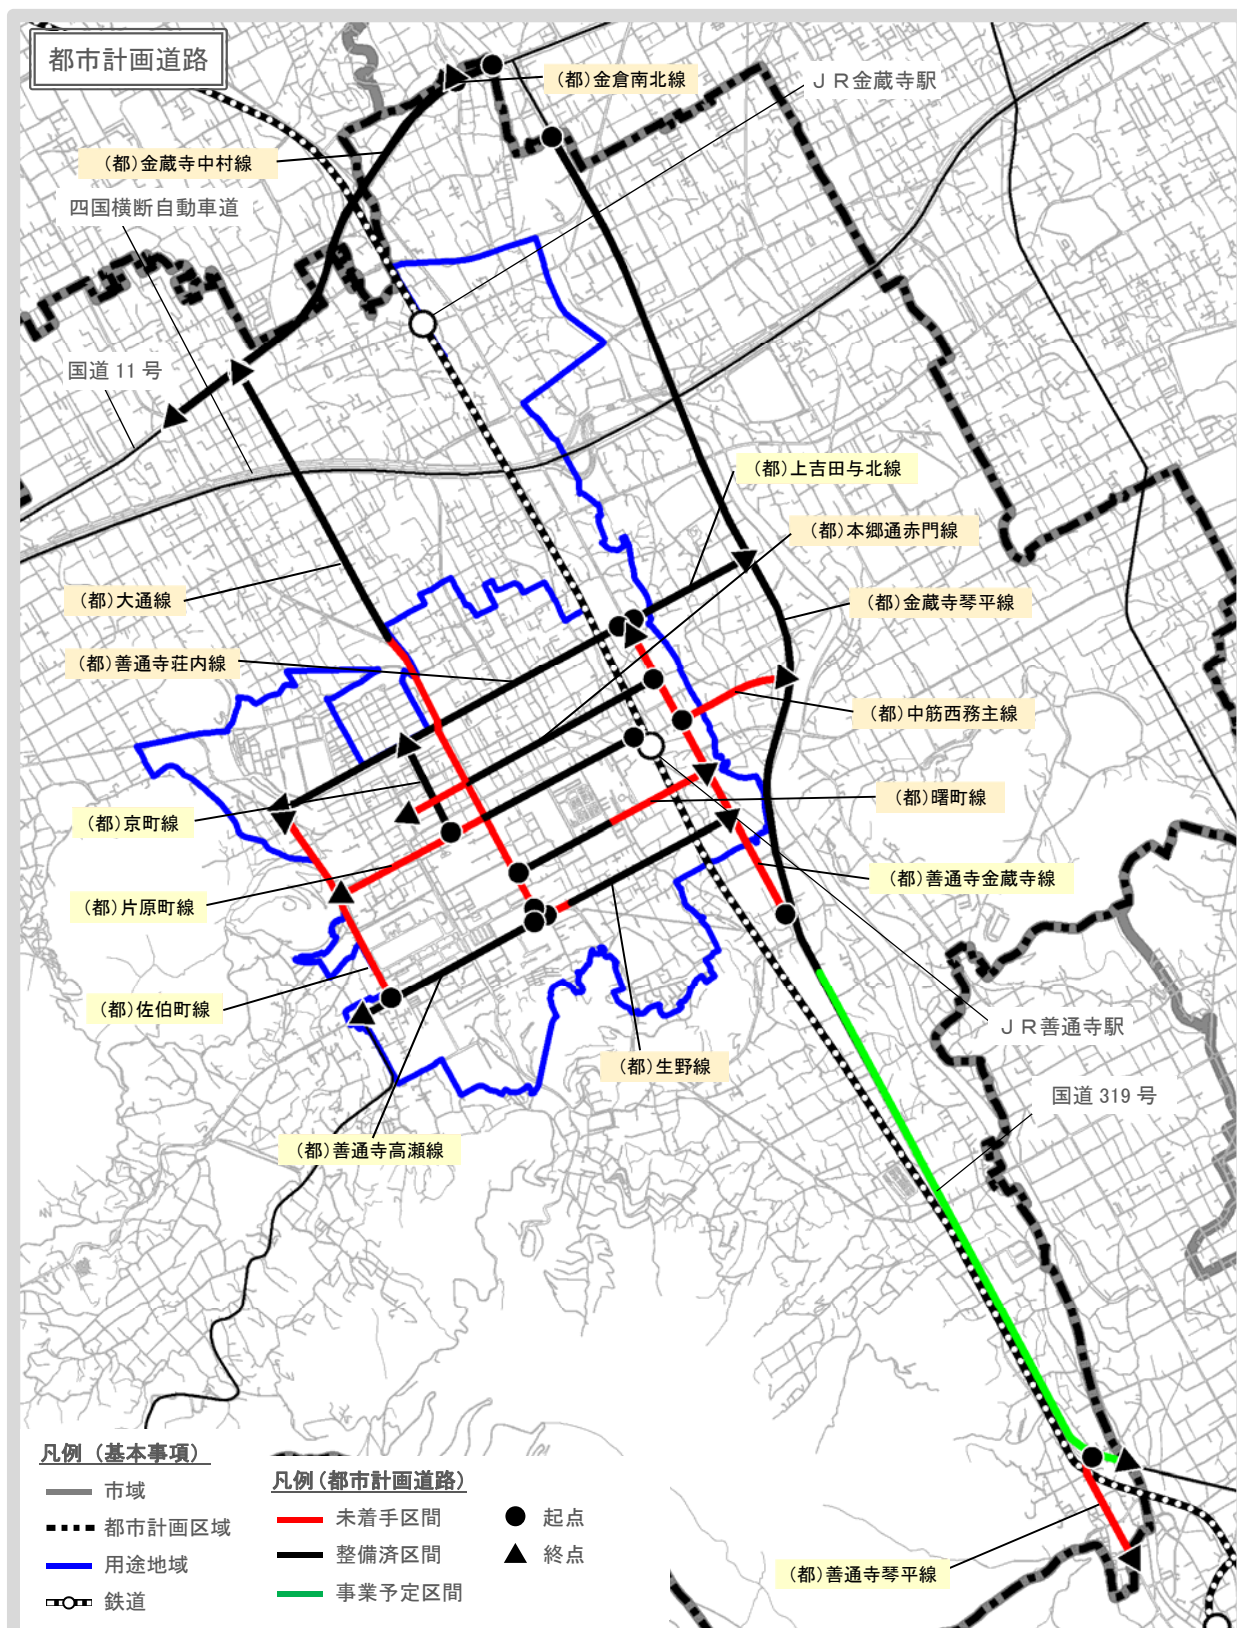 都市計画道路
(都)金倉南北線
ＪＲ金蔵寺駅
(都)金蔵寺中村線
四国横断自動車道
国道 11 号
(都)上吉田与北線
(都)本郷通赤門線
(都)大通線
(都)金蔵寺琴平線
(都)善通寺荘内線
(都)中筋西務主線
(都)曙町線
(都)京町線
(都)善通寺金蔵寺線
(都)片原町線
(都)佐伯町線
ＪＲ善通寺駅
(都)生野線
国道 319 号
(都)善通寺高瀬線
凡例（基本事項）
市域
都市計画区域
用途地域
鉄道
凡例(都市計画道路)
未着手区間
整備済区間
事業予定区間
起点
終点
(都)善通寺琴平線